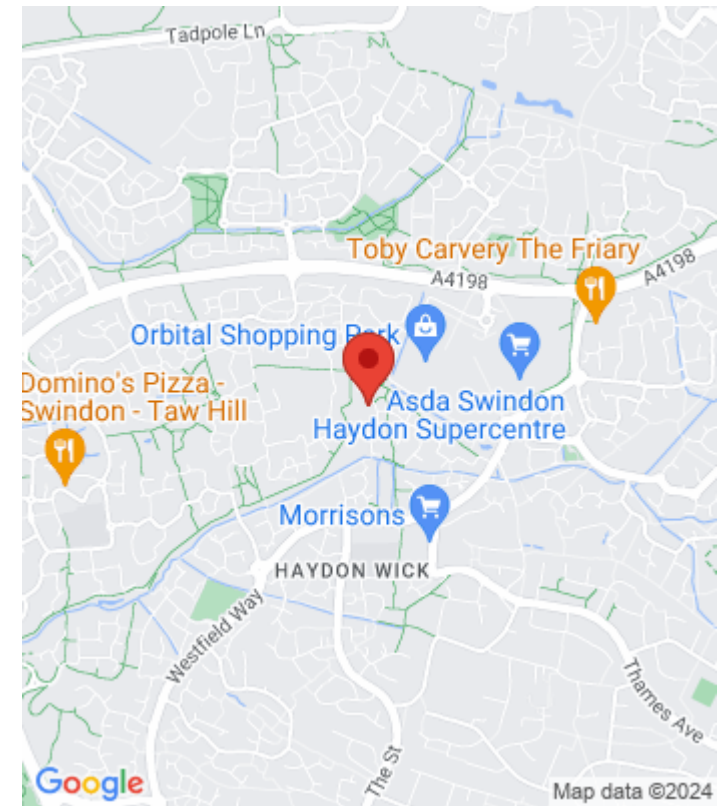 Tadpole Ln
Toby Carvery The Friary
A4198
A4198
Orbital Shopping Park
Domino's Pizza -
Swindon - Taw Hill
Asda Swindon
Haydon Supercentre
Morrisons
HAYDON WICK
Westfield Way
Thames Ave
The St
Google
Map data ©2024